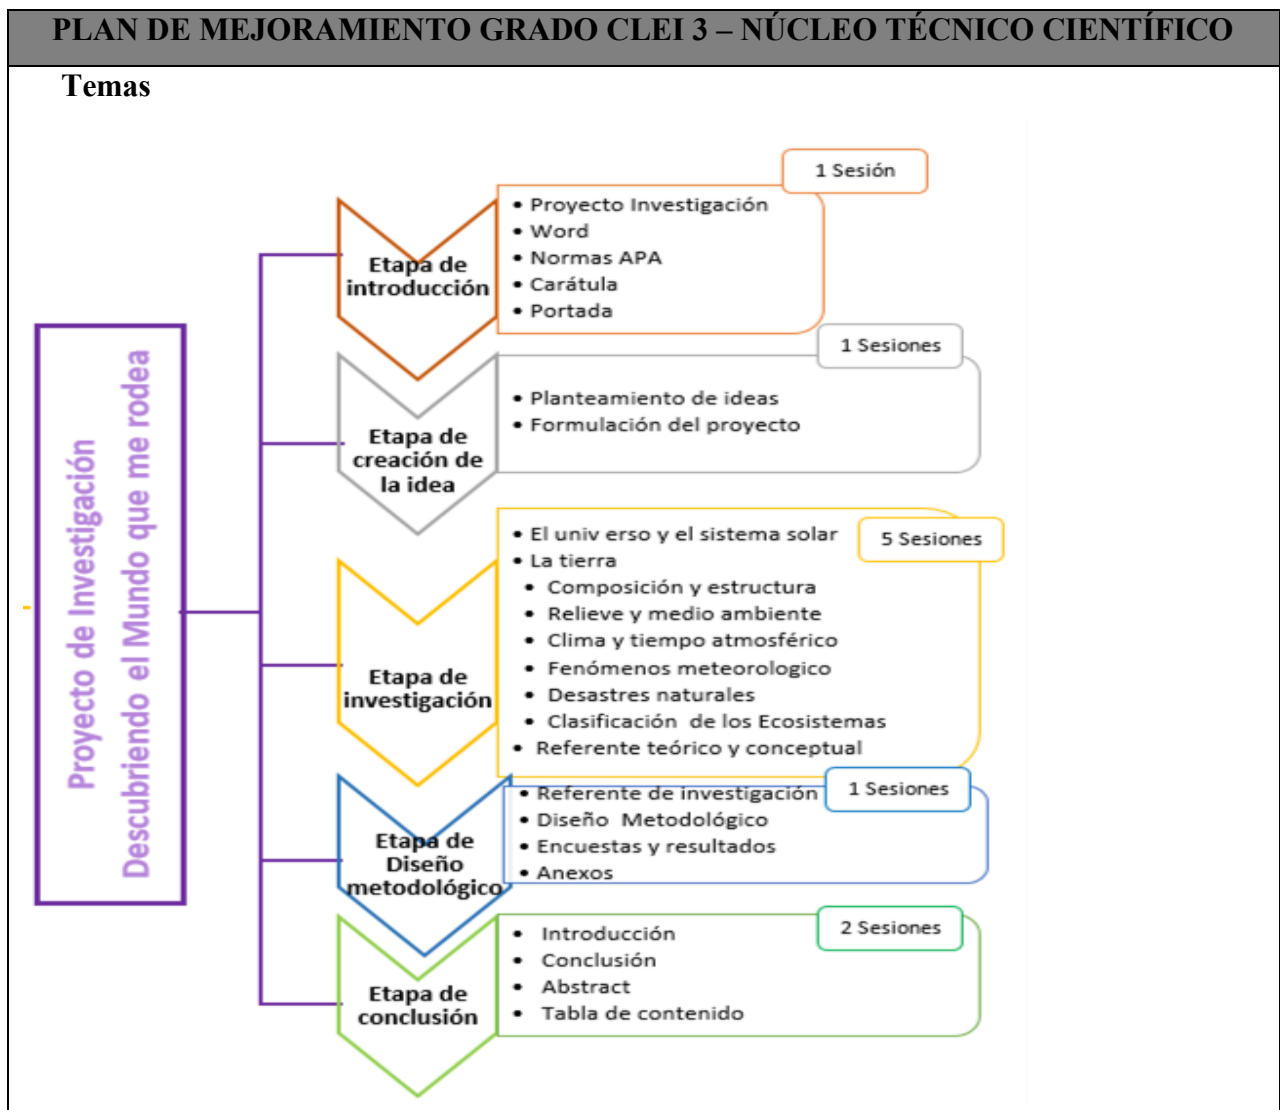 PLAN DE MEJORAMIENTO GRADO CLEI 3 – NÚCLEO TÉCNICO CIENTÍFICO
Temas
Proyecto de Investigación
Descubriendo el Mundo que me rodea
Etapa de
introducción
1 Sesión
• Proyecto Investigación
• Word
• Normas APA
• Carátula
• Portada
Etapa de
creación de
la idea
1 Sesiones
• Planteamiento de ideas
• Formulación del proyecto
Etapa de
investigación
5 Sesiones
• El univ erso y el sistema solar
• La tierra
• Composición y estructura
• Relieve y medio ambiente
• Clima y tiempo atmosférico
• Fenómenos meteorologico
• Desastres naturales
• Clasificación de los Ecosistemas
• Referente teórico y conceptual
Etapa de
Diseño
metodológico
1 Sesiones
• Referente de investigación
• Diseño Metodológico
• Encuestas y resultados
• Anexos
Etapa de
conclusión
2 Sesiones
• Introducción
• Conclusión
• Abstract
• Tabla de contenido